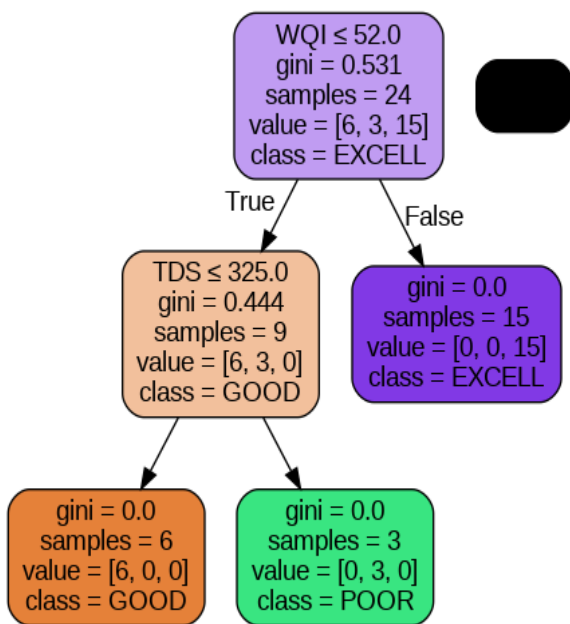 WQI ≤ 52.0
gini = 0.531
samples = 24
value = [6, 3, 15]
class = EXCELL
True
False
TDS ≤ 325.0
gini = 0.444
samples = 9
value = [6, 3, 0]
class = GOOD
gini = 0.0
samples = 15
value = [0, 0, 15]
class = EXCELL
gini = 0.0
samples = 6
value = [6, 0, 0]
class = GOOD
gini = 0.0
samples = 3
value = [0, 3, 0]
class = POOR